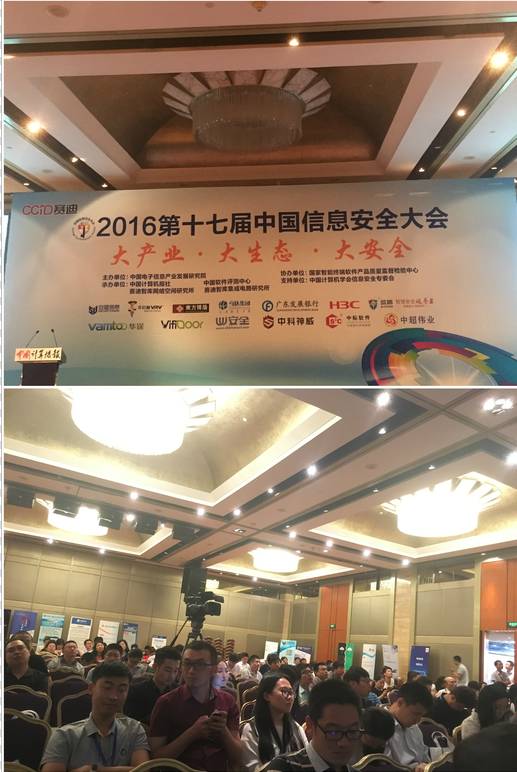 CCID赛迪
2016第十七届中国信息安全大会
大产业·大生态·大安全
主办单位:中国电子信息产业发展研究院
协办单位:国家智能终端软件产品质量监督检验中心
承办单位:中国计算机报社
中国软件评测中心
支持单位:中国计算机学会信息安全专委会
赛迪智库网络空间研究所
赛迪智库集成电路研究所
VRV
广东发展银行
H3C
Vamtoo华途
VifiDoor
W安全
中科神威
中标软件
中超伟业
中国计算机报